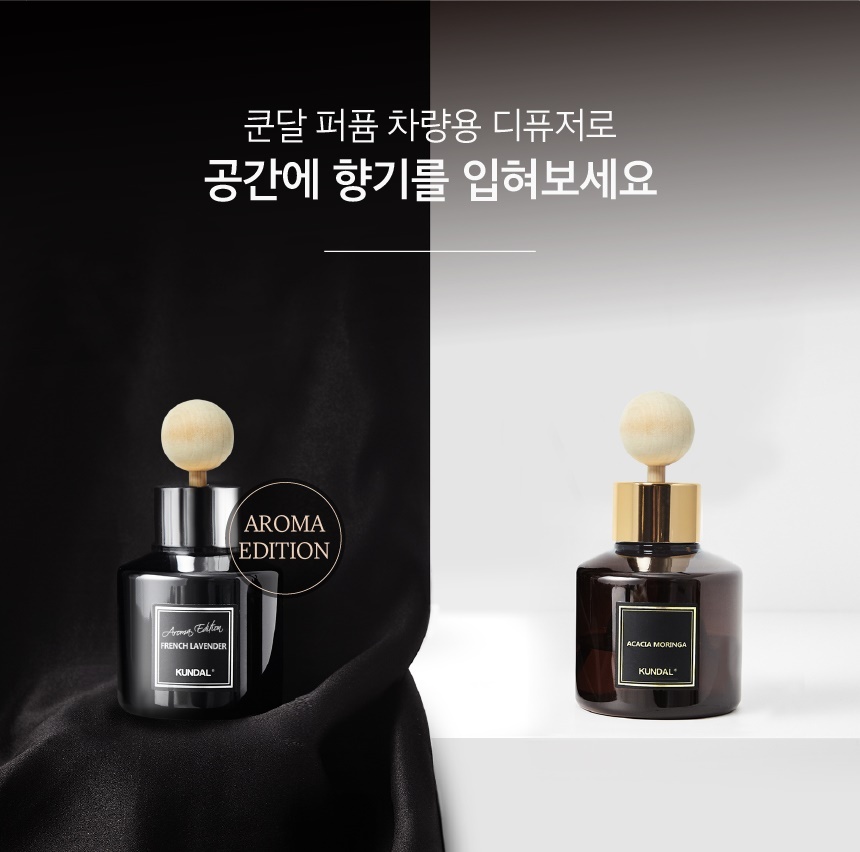 쿤달 퍼퓸 차량용 디퓨저로
공간에 향기를 입혀보세요
AROMA
EDITION
Aroma Edition
FRENCH LAVENDER
KUNDAL®
ACACIA MORINGA
KUNDAL®